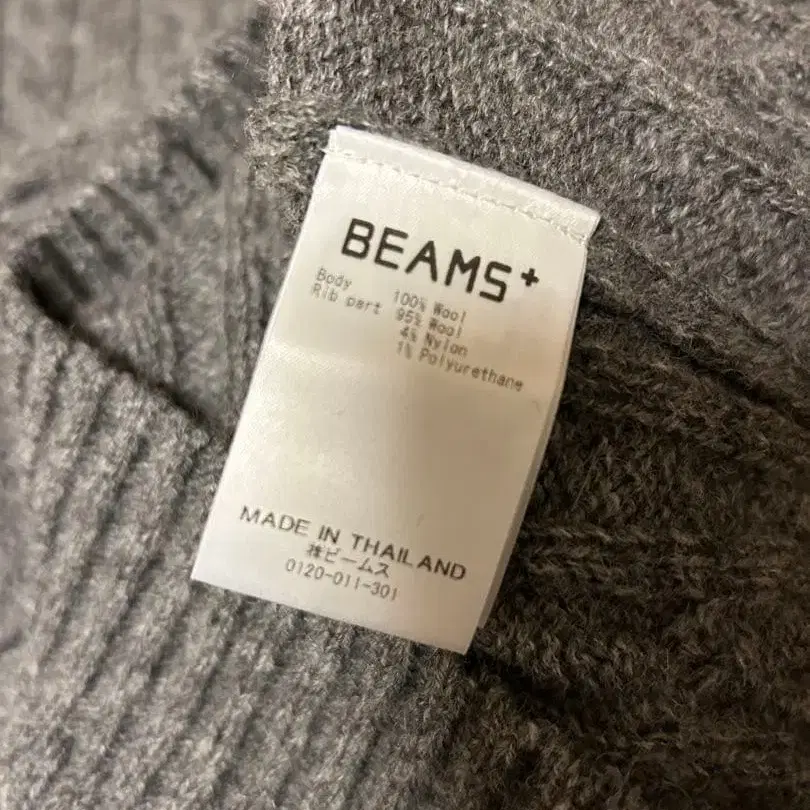 BEAMS+
Body 100% Wool
Rib part 95% Wool
4% Nylon
1% Polyurethane
MADE IN THAILAND
㈱ビームス
0120-011-301